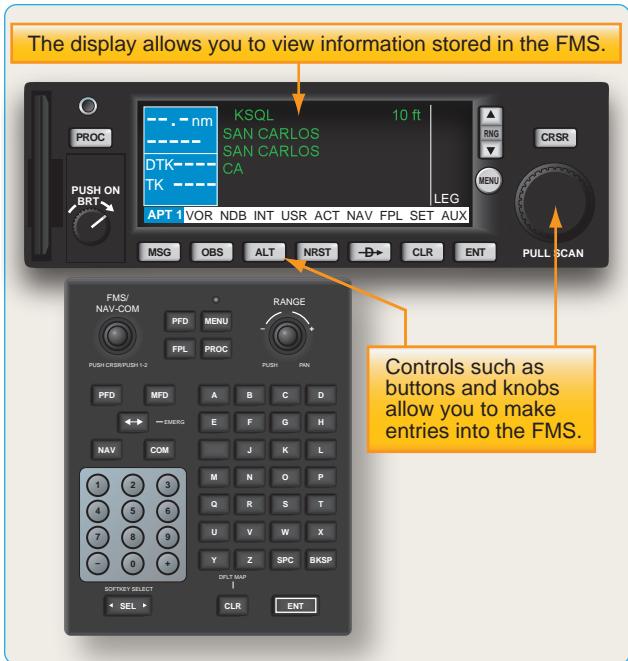 The display allows you to view information stored in the FMS.
PROC
PUSH ON
BRT
--.- nm
-----
DTK----
TK ----
KSQL 10 ft
SAN CARLOS
SAN CARLOS
CA
LEG
APT 1 VOR NDB INT USR ACT NAV FPL SET AUX
RNG
MENU
CRSR
PULL SCAN
MSG OBS ALT NRST D CLR ENT
Controls such as
buttons and knobs
allow you to make
entries into the FMS.
FMS/
NAV-COM
PUSH CRSR/PUSH 1-2
PFD MENU
FPL PROC
RANGE
- +
PUSH PAN
PFD MFD A B C D
EMERG E F G H
NAV COM J K L
M N O P
1 2 3
Q R S T
4 5 6
U V W X
7 8 9
Y Z SPC BKSP
- 0 +
DFLT MAP
SOFTKEY SELECT
SEL
CLR ENT